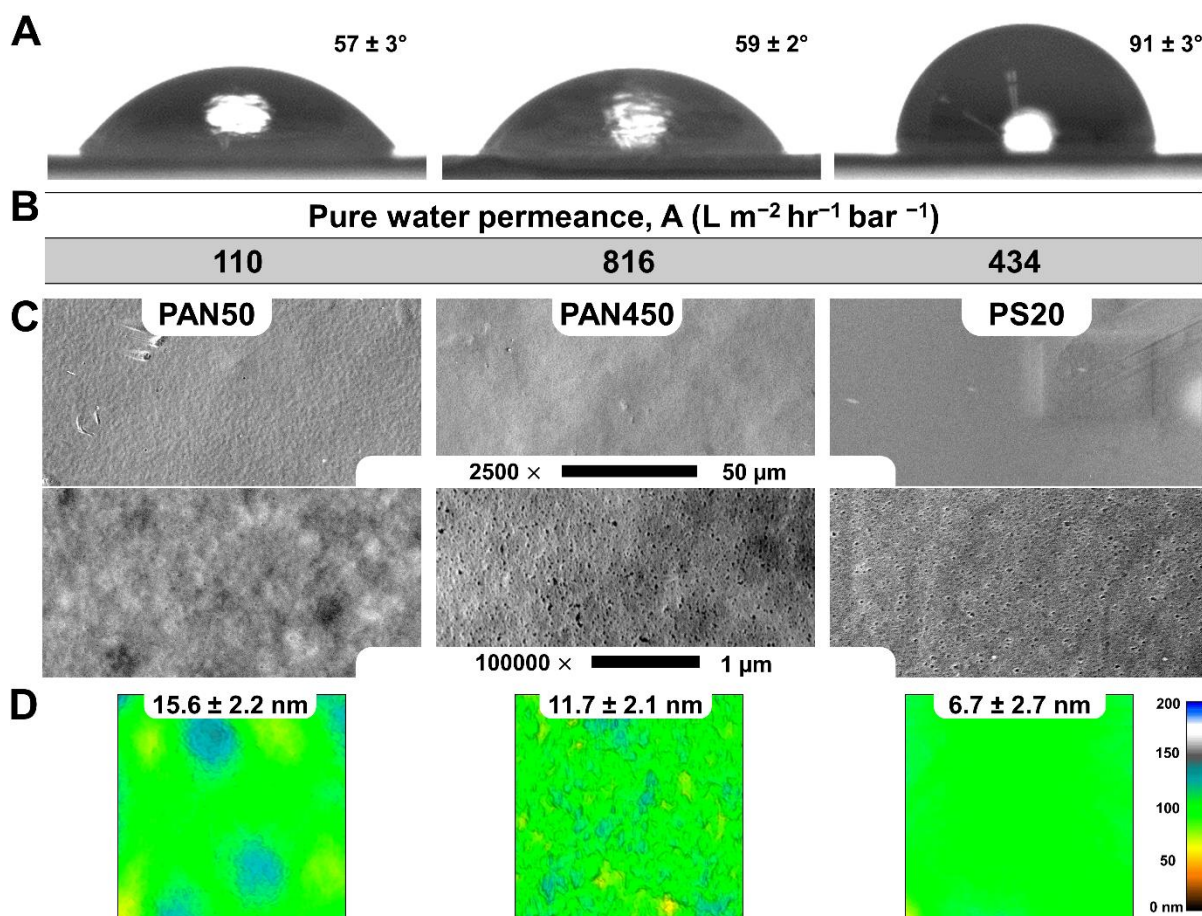 A
57 ± 3°
59 ± 2°
91 ± 3°
B
Pure water permeance, A (L m⁻² hr⁻¹ bar ⁻¹)
110 816 434
C
PAN50 PAN450 PS20
2500 × 50 µm
100000 × 1 µm
D
15.6 ± 2.2 nm 11.7 ± 2.1 nm 6.7 ± 2.7 nm
200
150
100
50
0 nm